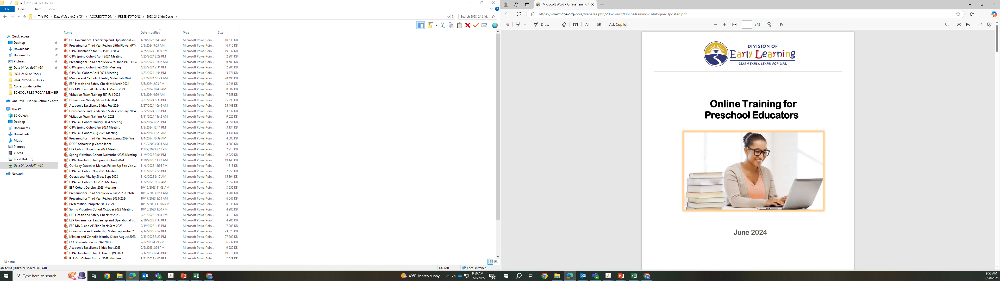 2023-24 Slide Decks
File Home Share View
This PC Data (\\fcc-dc01) (G:) ACCREDITATION PRESENTATIONS 2023-24 Slide Decks
Search 2023-24 Slid...
Name Date modified Type Size
Quick access
Desktop
Downloads
Documents
Pictures
Data (\\fcc-dc01) (G:)
2023-24 Slide Decks
2024-2025 Slide Decks
Correspondence Re
SCHOOL FILES (FCCAP MEMBER
OneDrive - Florida Catholic Confe
This PC
3D Objects
Desktop
Documents
Downloads
Music
Pictures
Videos
Local Disk (C:)
Data (\\fcc-dc01) (G:)
Network
EEP Governance Leadership and Operational Vi... 1/28/2025 9:49 AM Microsoft PowerPoin... 10,639 KB
Preparing for Third Year Review Little Flower (PT) 5/3/2024 9:55 AM Microsoft PowerPoin... 6,710 KB
CIPA Orientation for PCHS (PT) 2024 4/25/2024 11:39 PM Microsoft PowerPoin... 19,037 KB
CIPA Spring Cohort April 2024 Meeting 4/25/2024 2:29 PM Microsoft PowerPoin... 2,284 KB
Preparing for Third Year Review St. John Paul II (... 4/24/2024 12:02 AM Microsoft PowerPoin... 6,662 KB
CIPA Spring Cohort Feb 2024 Meeting 4/23/2024 2:31 PM Microsoft PowerPoin... 2,284 KB
CIPA Fall Cohort April 2024 Meeting 4/23/2024 1:54 PM Microsoft PowerPoin... 5,771 KB
Mission and Catholic Identity Slides Feb 2024 3/27/2024 10:23 AM Microsoft PowerPoin... 28,496 KB
EEP Health and Safety Checklist March 2024 3/6/2024 2:03 PM Microsoft PowerPoin... 3,946 KB
EEP M&CI and AE Slide Deck March 2024 3/5/2024 10:40 AM Microsoft PowerPoin... 8,802 KB
Visitation Team Training EEP Fall 2023 3/5/2024 9:59 AM Microsoft PowerPoin... 7,258 KB
Operational Vitality Slides Feb 2024 2/27/2024 5:38 PM Microsoft PowerPoin... 25,996 KB
Academic Excellence Slides Feb 2024 2/27/2024 10:46 AM Microsoft PowerPoin... 25,403 KB
Governance and Leadership Slides February 2024 2/22/2024 3:16 PM Microsoft PowerPoin... 23,537 KB
Visitation Team Training Fall 2023 1/11/2024 11:42 AM Microsoft PowerPoin... 9,025 KB
CIPA Fall Cohort January 2024 Meeting 1/8/2024 12:23 PM Microsoft PowerPoin... 4,251 KB
CIPA Spring Cohort Jan 2024 Meeting 1/8/2024 12:11 PM Microsoft PowerPoin... 3,134 KB
CIPA Fall Cohort Aug 2023 Meeting 1/4/2024 11:23 AM Microsoft PowerPoin... 3,131 KB
Preparing for Third Year Review Spring 2024 We... 1/4/2024 10:39 AM Microsoft PowerPoin... 4,680 KB
DOPB Scholarship Compliance 11/30/2023 9:05 AM Microsoft PowerPoin... 3,309 KB
EEP Cohort November 2023 Meeting 11/29/2023 2:17 PM Microsoft PowerPoin... 2,210 KB
Spring Visitaiton Cohort November 2023 Meeting 11/9/2023 3:04 PM Microsoft PowerPoin... 2,927 KB
CIPA Orientation for Spring Cohort 2024 11/9/2023 11:47 AM Microsoft PowerPoin... 19,148 KB
Our Lady Queen of Martyrs Follow Up Site Visit ... 11/8/2023 12:56 PM Microsoft PowerPoin... 1,313 KB
CIPA Fall Cohort Nov 2023 Meeting 11/7/2023 2:55 PM Microsoft PowerPoin... 2,258 KB
Operational Vitality Slides Sept 2023 11/2/2023 9:17 AM Microsoft PowerPoin... 15,394 KB
CIPA Fall Cohort Oct 2023 Meeting 11/2/2023 9:17 AM Microsoft PowerPoin... 2,257 KB
EEP Cohort October 2023 Meeting 10/19/2023 11:03 AM Microsoft PowerPoin... 3,059 KB
Preparing for Third Year Review Fall 2023 Octob... 10/17/2023 8:53 AM Microsoft PowerPoin... 3,701 KB
Preparing for Third Year Review 2023-2024 10/17/2023 8:53 AM Microsoft PowerPoin... 6,547 KB
Presentation Template 2023-2024 10/16/2023 11:08 AM Microsoft PowerPoin... 6,838 KB
Spring Visitaiton Cohort October 2023 Meeting 10/10/2023 1:00 PM Microsoft PowerPoin... 4,985 KB
EEP Health and Safety Checklist 2023 9/21/2023 12:03 PM Microsoft PowerPoin... 3,919 KB
EEP Governance Leadership and Operational Vi... 9/20/2023 2:33 PM Microsoft PowerPoin... 4,985 KB
EEP M&CI and AE Slide Deck Sept 2023 9/19/2023 1:43 PM Microsoft PowerPoin... 7,908 KB
Governance and Leadership Slides September 2... 9/14/2023 4:52 PM Microsoft PowerPoin... 23,528 KB
Mission and Catholic Identity Slides August 2023 9/13/2023 3:22 PM Microsoft PowerPoin... 27,202 KB
FCC Presentation for NAI 2023 9/8/2023 4:29 PM Microsoft PowerPoin... 36,239 KB
Academic Excellence Slides Sept 2023 9/6/2023 3:24 PM Microsoft PowerPoin... 9,520 KB
CIPA Orientation for St. Joseph (V) 2023 9/1/2023 12:48 PM Microsoft PowerPoin... 19,215 KB
Fall Visit Cohort August 2023 Meeting 8/31/2023 4:00 PM Microsoft PowerPoin... 3,583 KB
48 items
48 items (Disk free space: 96.0 GB) 432 MB Local intranet
Type here to search
49°F Mostly sunny
9:50 AM
1/28/2025
20
Microsoft Word - OnlineTraining
https://www.fldoe.org/core/fileparse.php/20626/urlt/OnlineTraining-Catalogue-Updated.pdf
Draw Ask Copilot 1 of 8
DIVISION OF
Early Learning
LEARN EARLY. LEARN FOR LIFE.
Online Training for
Preschool Educators
June 2024
9:50 AM
1/28/2025